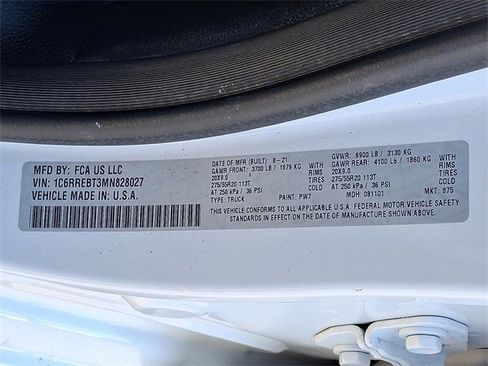 MFD BY: FCA US LLC
VIN: 1C6RREBT3MN828027
VEHICLE MADE IN: U.S.A.
DATE OF MFR (BUILT): 8-21
GAWR FRONT: 3700 LB / 1679 KG
WITH
20X9.0 RIMS
275/55R20 113T TIRES
AT 250 kPa / 36 PSI COLD
TYPE: TRUCK PAINT: PW7
GVWR: 6900 LB / 3130 KG
GAWR REAR: 4100 LB / 1860 KG
WITH
20X9.0 RIMS
275/55R20 113T TIRES
AT 250 kPa / 36 PSI COLD
MDH: 081101 MKT: 875
THIS VEHICLE CONFORMS TO ALL APPLICABLE U.S.A. FEDERAL MOTOR VEHICLE SAFETY
STANDARDS IN EFFECT ON THE DATE OF MANUFACTURE SHOWN ABOVE.